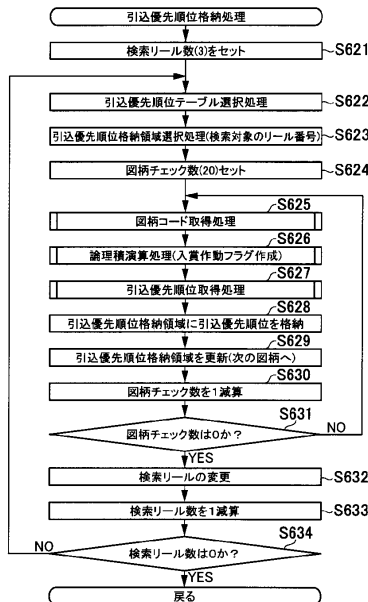 引込優先順位格納処理
検索リール数(3)をセット
S621
引込優先順位テーブル選択処理
S622
引込優先順位格納領域選択処理(検索対象のリール番号)
S623
図柄チェック数(20)セット
S624
S625
図柄コード取得処理
S626
論理積演算処理(入賞作動フラグ作成)
S627
引込優先順位取得処理
S628
引込優先順位格納領域に引込優先順位を格納
S629
引込優先順位格納領域を更新(次の図柄へ)
S630
図柄チェック数を1減算
S631
図柄チェック数は0か?
NO
YES
検索リールの変更
S632
検索リール数を1減算
S633
S634
NO
検索リール数は0か?
YES
戻る